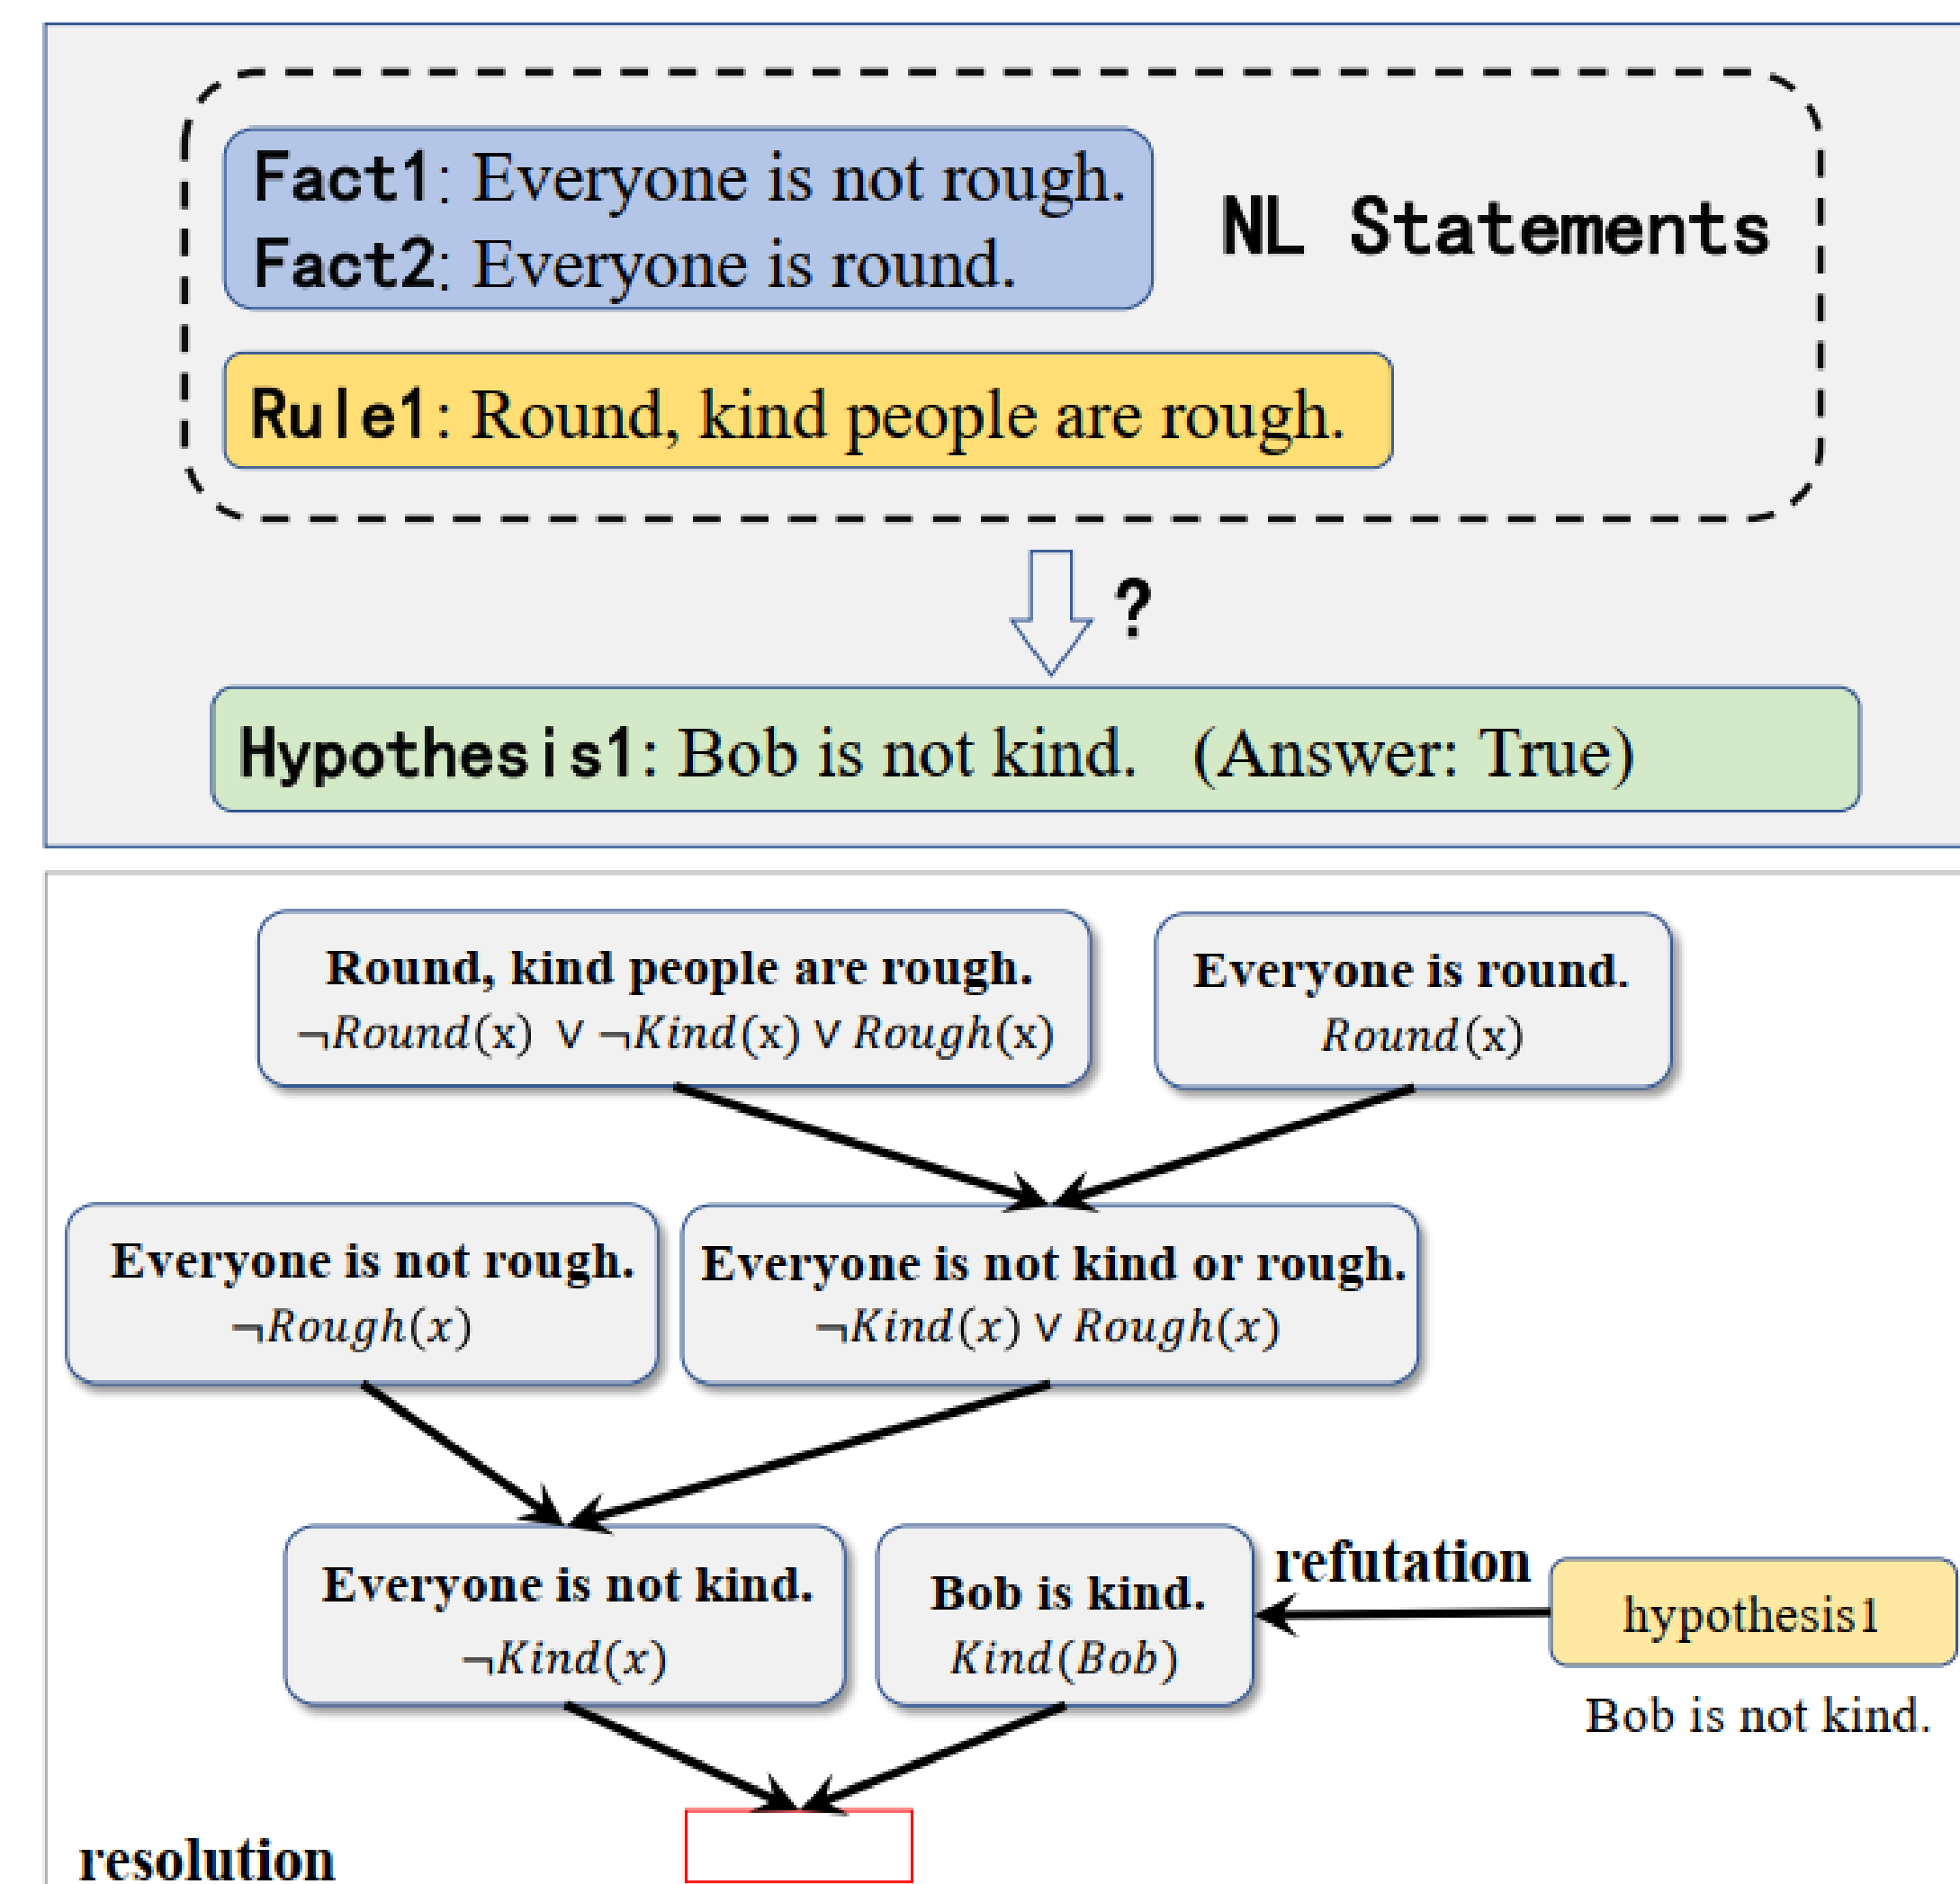 Fact1: Everyone is not rough.
Fact2: Everyone is round.
NL Statements
Rule1: Round, kind people are rough.
?
Hypothesis1: Bob is not kind. (Answer: True)
Round, kind people are rough.
¬Round(x) ∨ ¬Kind(x) ∨ Rough(x)
Everyone is round.
Round(x)
Everyone is not rough.
¬Rough(x)
Everyone is not kind or rough.
¬Kind(x) ∨ Rough(x)
Everyone is not kind.
¬Kind(x)
Bob is kind.
Kind(Bob)
refutation
hypothesis1
Bob is not kind.
resolution